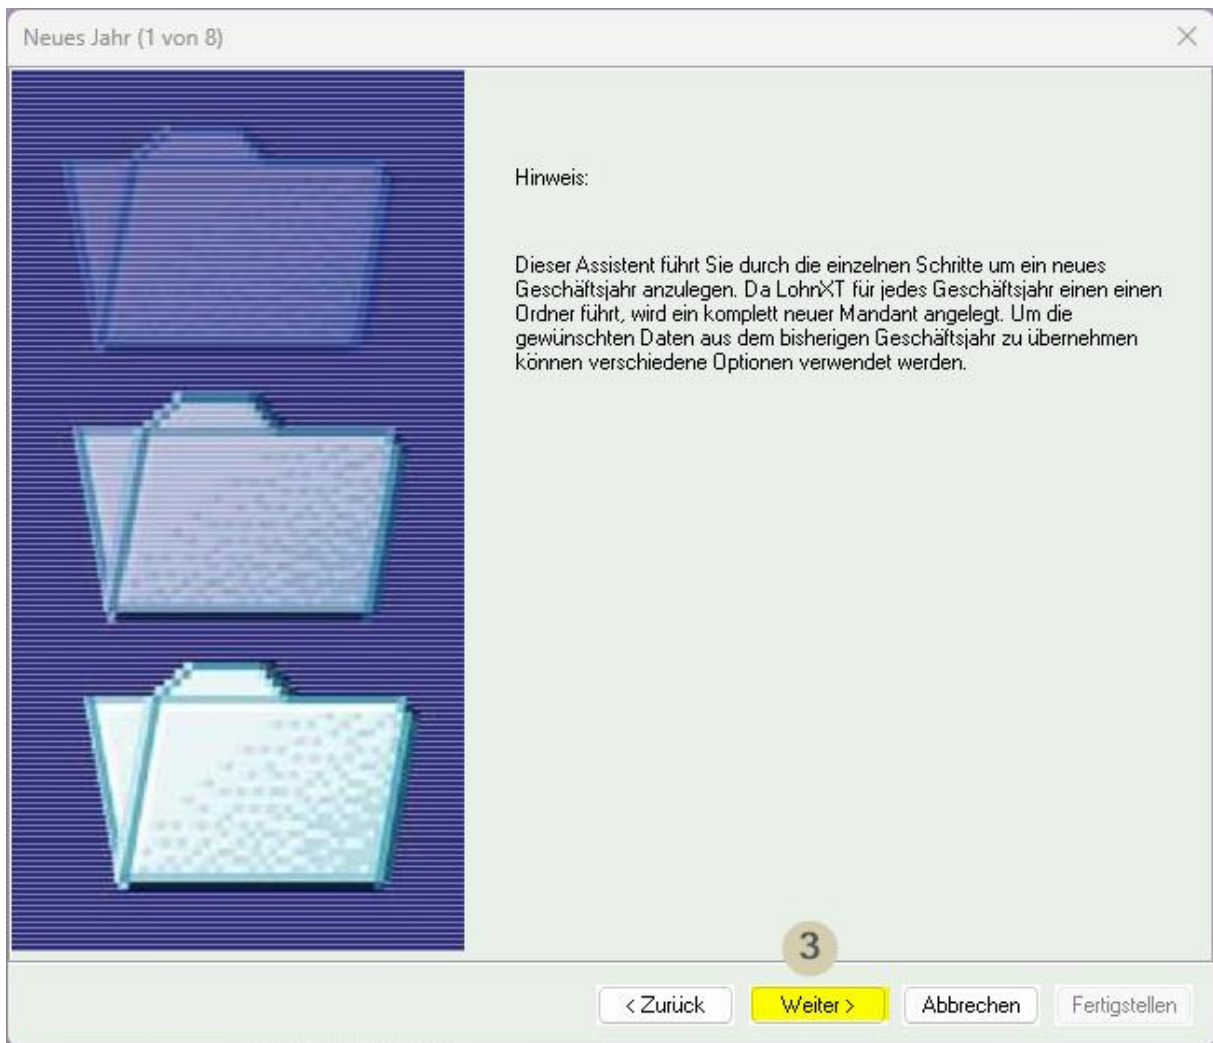 Neues Jahr (1 von 8)
Hinweis:
Dieser Assistent führt Sie durch die einzelnen Schritte um ein neues
Geschäftsjahr anzulegen. Da LohnXT für jedes Geschäftsjahr einen einen
Ordner führt, wird ein komplett neuer Mandant angelegt. Um die
gewünschten Daten aus dem bisherigen Geschäftsjahr zu übernehmen
können verschiedene Optionen verwendet werden.
3
< Zurück Weiter > Abbrechen Fertigstellen